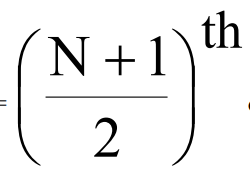 = ((N + 1) / 2)^th